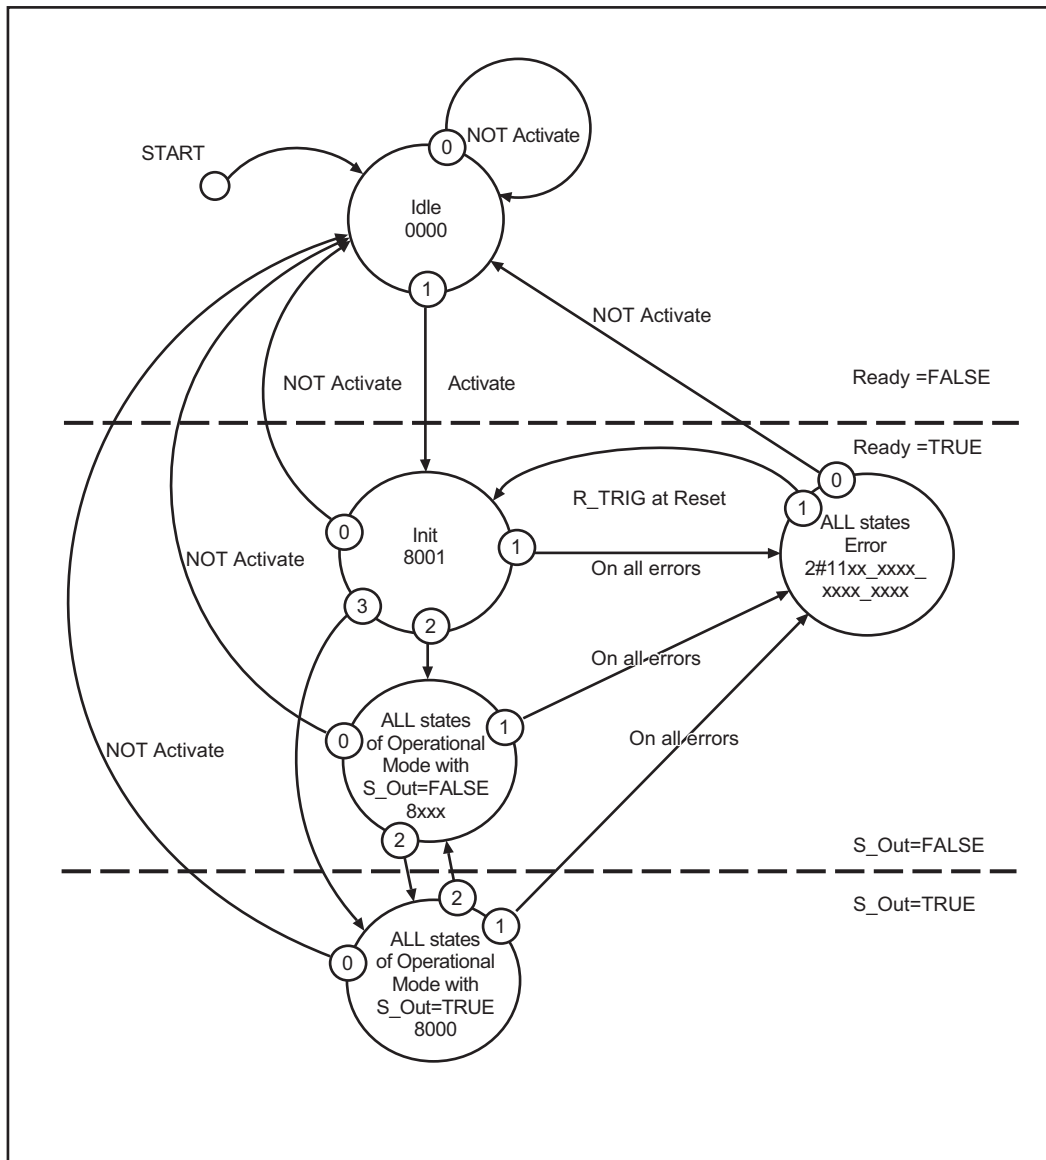 START
0
NOT Activate
Idle
0000
1
NOT Activate
NOT Activate
Activate
Ready =FALSE
Ready =TRUE
0
R_TRIG at Reset
1
ALL states
Error
2#11xx_xxxx_
xxxx_xxxx
0
Init
8001
1
On all errors
NOT Activate
3
2
On all errors
ALL states
of Operational
Mode with
S_Out=FALSE
8xxx
0
1
On all errors
NOT Activate
2
S_Out=FALSE
2
S_Out=TRUE
1
ALL states
of Operational
Mode with
S_Out=TRUE
8000
0